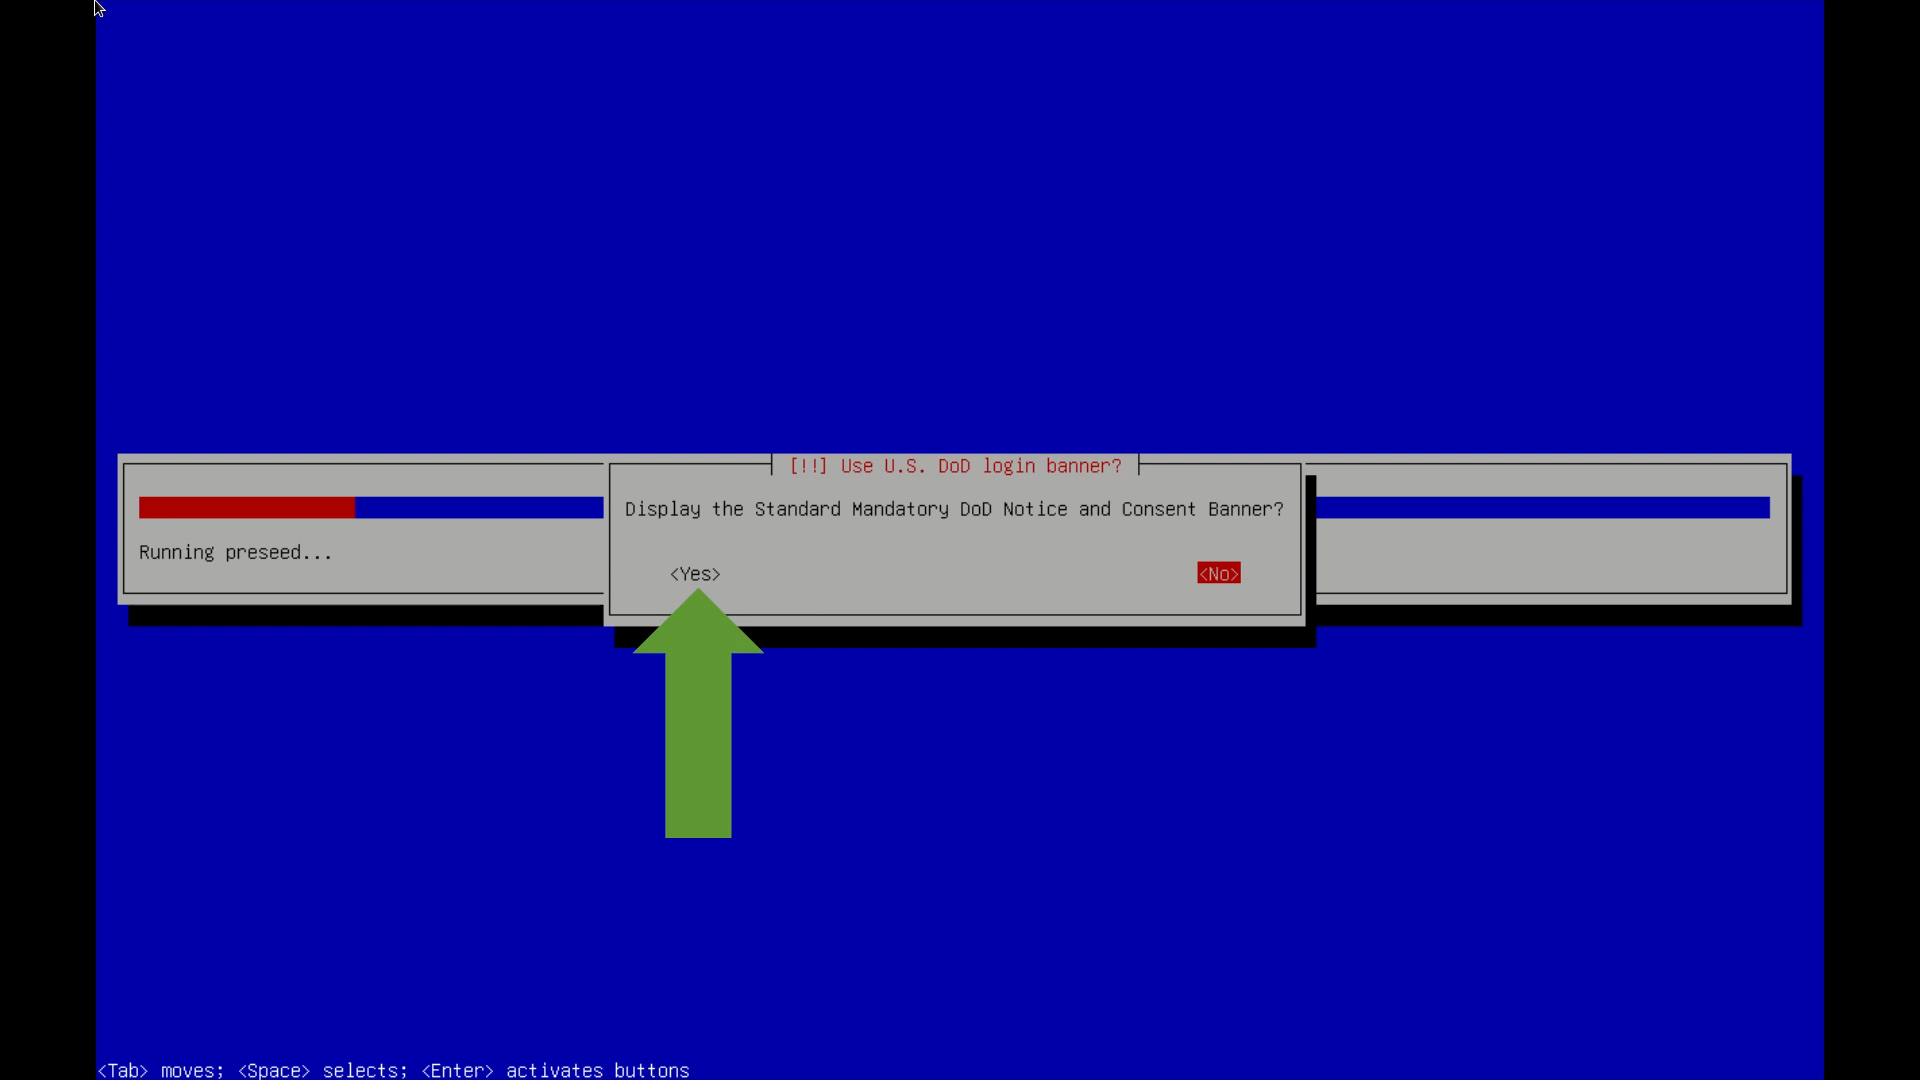 [!!] Use U.S. DoD login banner?
Display the Standard Mandatory DoD Notice and Consent Banner?
Running preseed...
<Yes> <No>
<Tab> moves; <Space> selects; <Enter> activates buttons